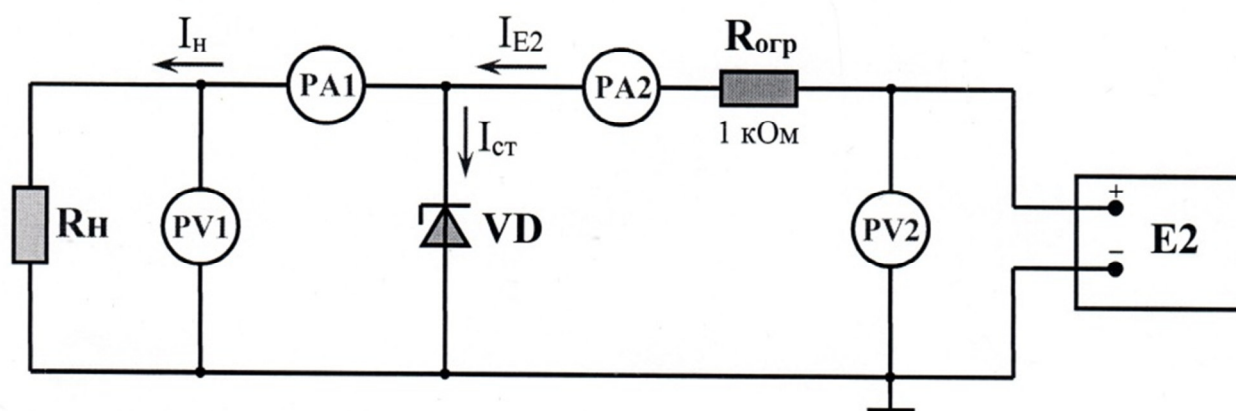 Iн
IE2
Rогр
PA1
PA2
1 кОм
Iст
Rн
PV1
VD
PV2
+
−
E2